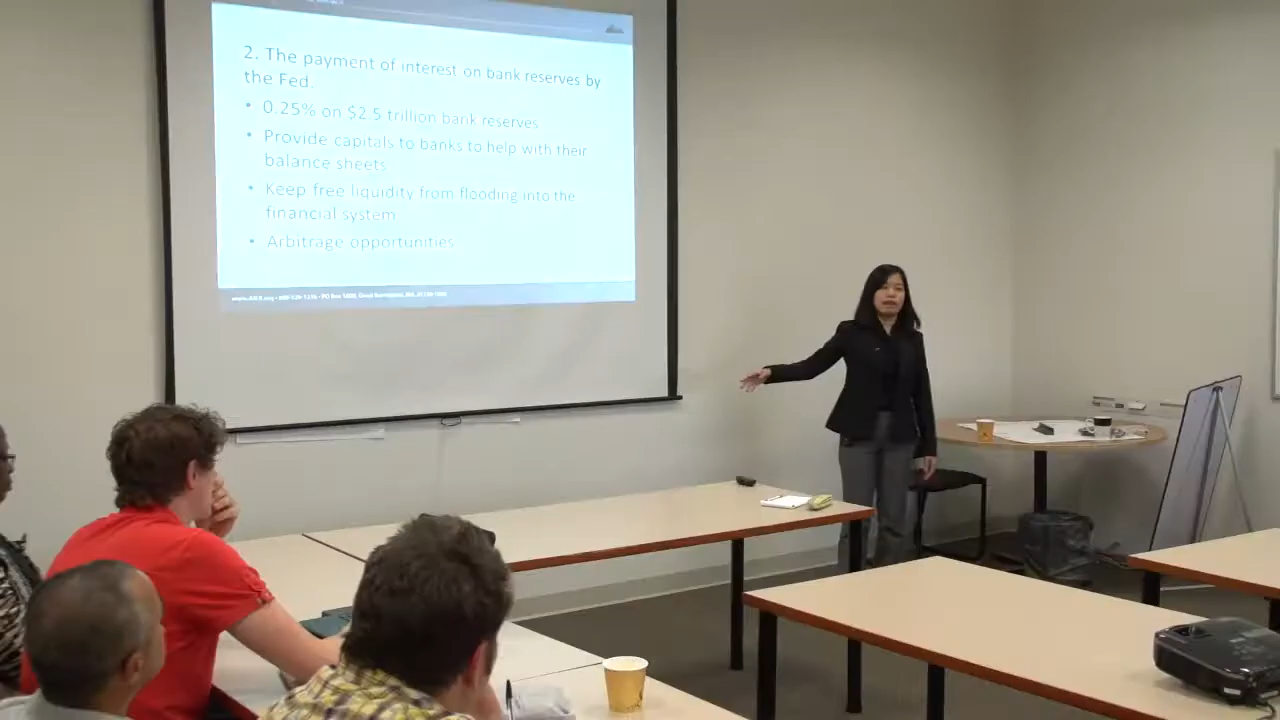 2. The payment of interest on bank reserves by
the Fed.
• 0.25% on $2.5 trillion bank reserves
• Provide capitals to banks to help with their
balance sheets
• Keep free liquidity from flooding into the
financial system
• Arbitrage opportunities